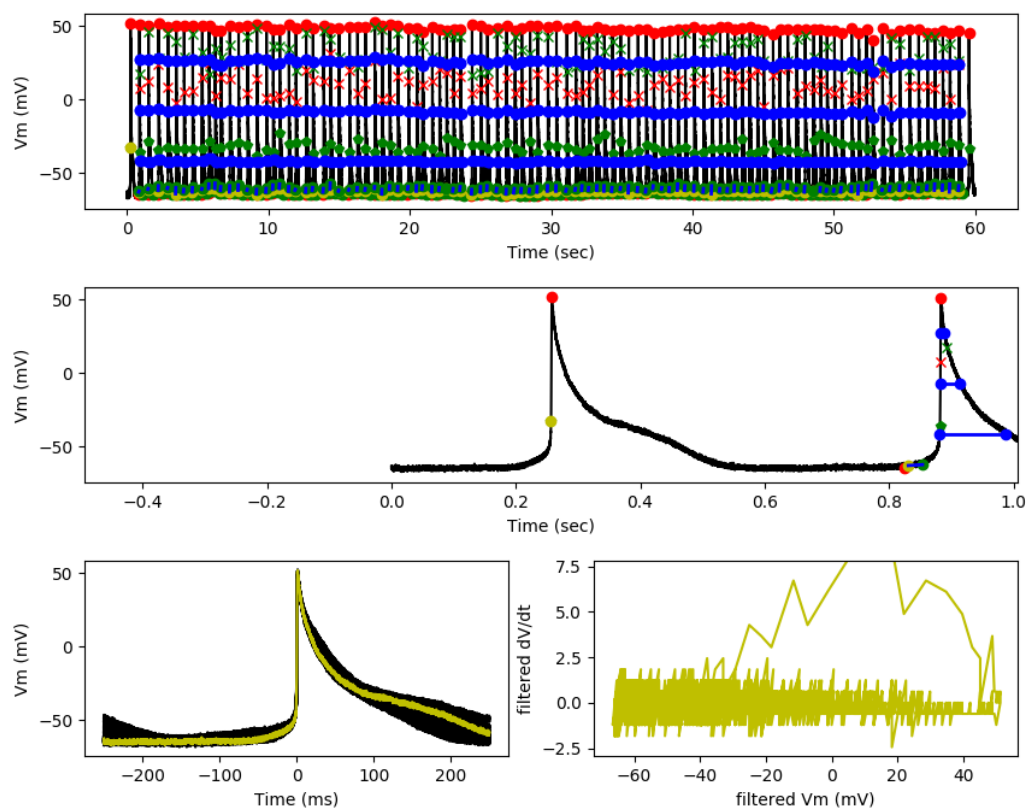 50
0
−50
Vm (mV)
0 10 20 30 40 50 60
Time (sec)
50
0
−50
Vm (mV)
−0.4 −0.2 0.0 0.2 0.4 0.6 0.8 1.0
Time (sec)
50
0
−50
Vm (mV)
−200 −100 0 100 200
Time (ms)
7.5
5.0
2.5
0.0
−2.5
filtered dV/dt
−60 −40 −20 0 20 40
filtered Vm (mV)